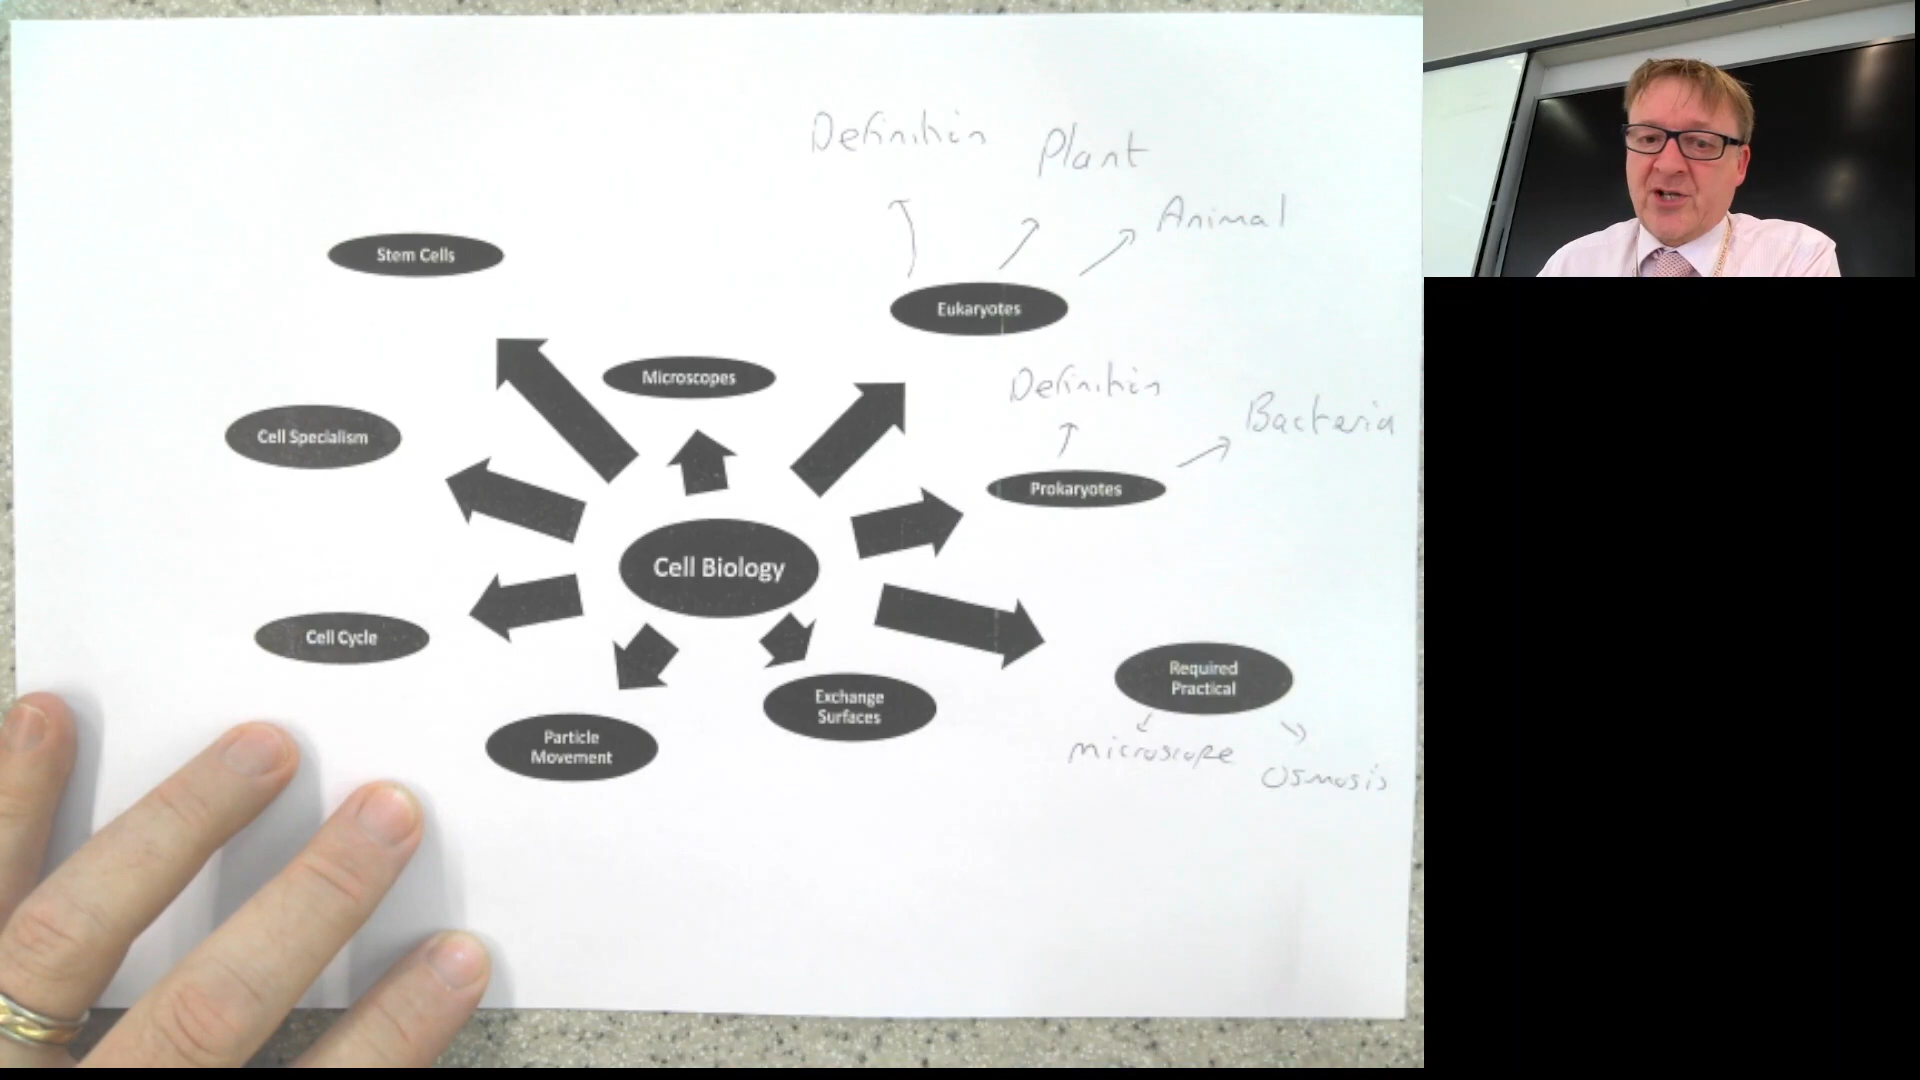 Definition
Plant
Animal
Stem Cells
Eukaryotes
Microscopes
Definition
Bacteria
Cell Specialism
Prokaryotes
Cell Biology
Cell Cycle
Required
Practical
Exchange
Surfaces
Particle
Movement
microscope
Osmosis